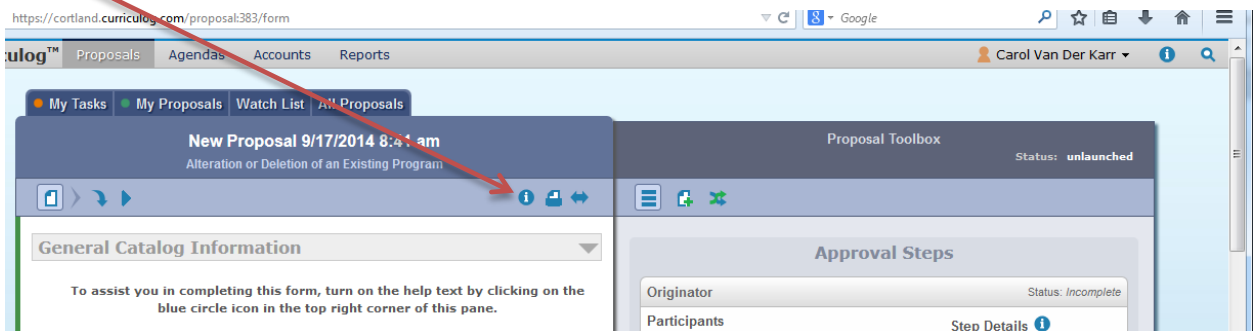 https://cortland.curriculog.com/proposal:383/form
8 Google
ulog™ Proposals Agendas Accounts Reports
Carol Van Der Karr
My Tasks My Proposals Watch List All Proposals
New Proposal 9/17/2014 8:41 am
Alteration or Deletion of an Existing Program
Proposal Toolbox
Status: unlaunched
General Catalog Information
To assist you in completing this form, turn on the help text by clicking on the
blue circle icon in the top right corner of this pane.
Approval Steps
Originator
Status: Incomplete
Participants
Step Details